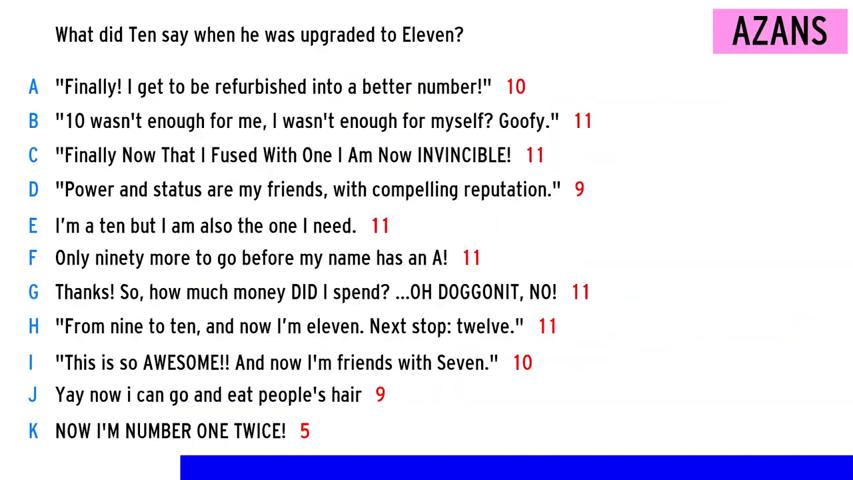 What did Ten say when he was upgraded to Eleven?
AZANS
A "Finally! I get to be refurbished into a better number!" 10
B "10 wasn't enough for me, I wasn't enough for myself? Goofy." 11
C "Finally Now That I Fused With One I Am Now INVINCIBLE! 11
D "Power and status are my friends, with compelling reputation." 9
E I'm a ten but I am also the one I need. 11
F Only ninety more to go before my name has an A! 11
G Thanks! So, how much money DID I spend? ...OH DOGGONIT, NO! 11
H "From nine to ten, and now I'm eleven. Next stop: twelve." 11
I "This is so AWESOME!! And now I'm friends with Seven." 10
J Yay now i can go and eat people's hair 9
K NOW I'M NUMBER ONE TWICE! 5